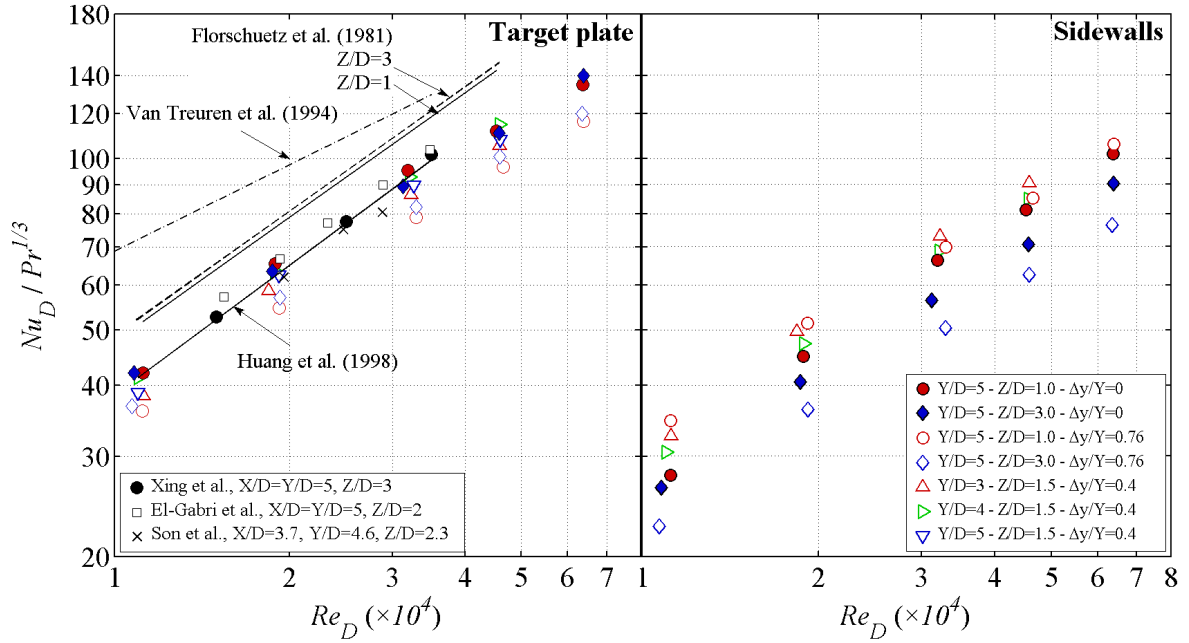 180
140
120
100
90
80
70
60
50
40
30
20
Nu_D / Pr^{1/3}
Florschuetz et al. (1981)
Z/D=3
Z/D=1
Van Treuren et al. (1994)
Huang et al. (1998)
Target plate
Xing et al., X/D=Y/D=5, Z/D=3
El-Gabri et al., X/D=Y/D=5, Z/D=2
Son et al., X/D=3.7, Y/D=4.6, Z/D=2.3
1 2 3 4 5 6 7
Re_D (×10^4)
Sidewalls
Y/D=5 - Z/D=1.0 - Δy/Y=0
Y/D=5 - Z/D=3.0 - Δy/Y=0
Y/D=5 - Z/D=1.0 - Δy/Y=0.76
Y/D=5 - Z/D=3.0 - Δy/Y=0.76
Y/D=3 - Z/D=1.5 - Δy/Y=0.4
Y/D=4 - Z/D=1.5 - Δy/Y=0.4
Y/D=5 - Z/D=1.5 - Δy/Y=0.4
1 2 3 4 5 6 7 8
Re_D (×10^4)